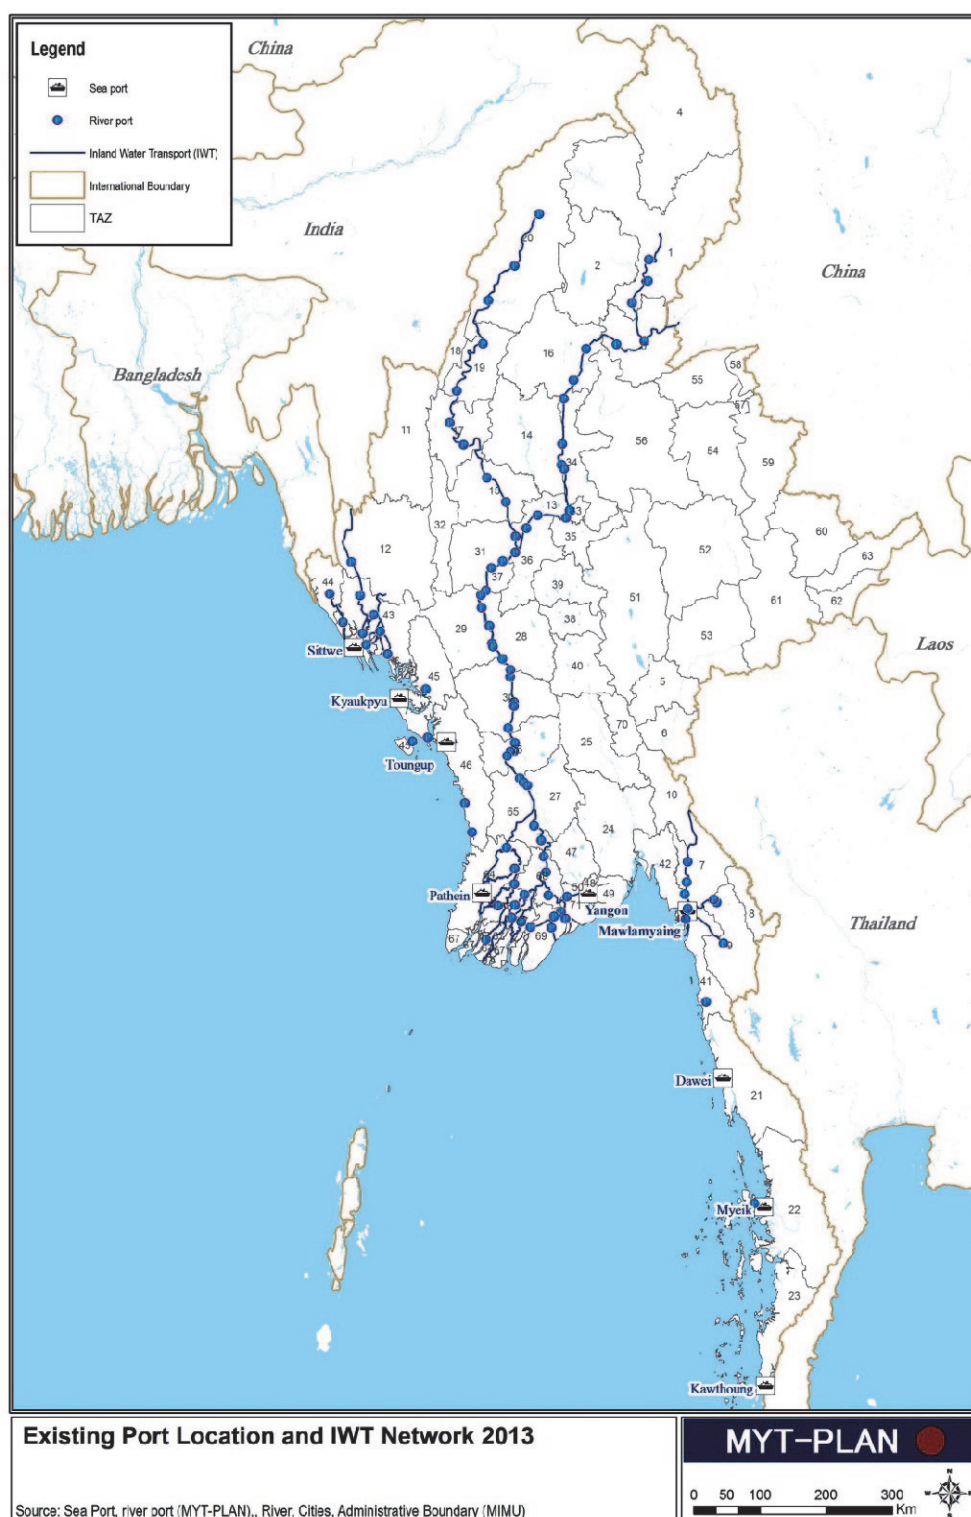 Legend
Sea port
River port
Inland Water Transport (IWT)
International Boundary
TAZ
China
India
China
Bangladesh
Laos
Thailand
4
1
20
2
16
18
19
55
58
57
11
17
14
56
64
59
34
10
13
33
32
35
60
12
31
36
52
63
37
39
51
61
62
44
43
38
53
29
28
40
Sittwe
45
5
Kyaukpyu
70
6
25
Toungup
46
10
65
27
24
47
42
7
Pathein
50
48
49
Yangon
8
Mawlamyaing
67
69
9
41
Dawei
21
Myeik
22
23
Kawthoung
Existing Port Location and IWT Network 2013
MYT-PLAN
Source: Sea Port, river port (MYT-PLAN),, River, Cities, Administrative Boundary (MIMU)
0 50 100 200 300
Km
N
W E
S